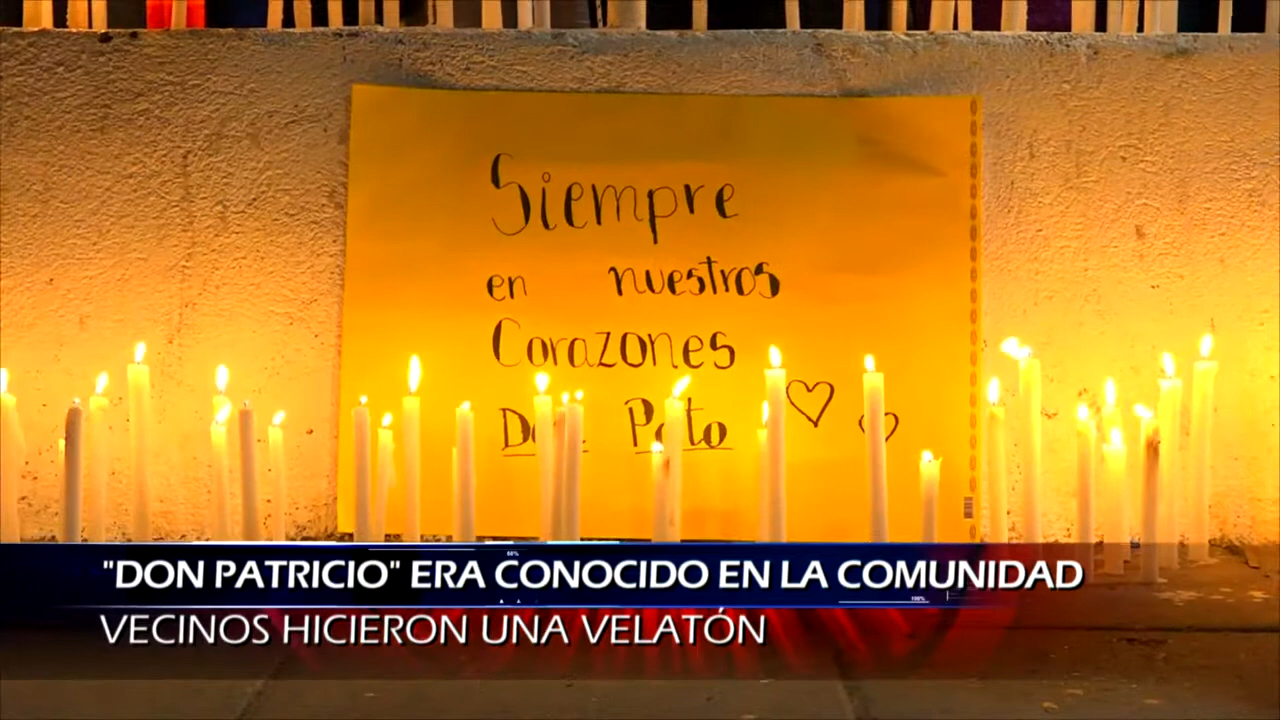 Siempre
en nuestros
Corazones
Pato
"DON PATRICIO" ERA CONOCIDO EN LA COMUNIDAD
VECINOS HICIERON UNA VELATÓN